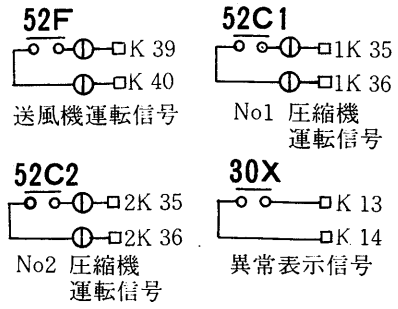 52F
K 39
K 40
送風機運転信号
52C1
1K 35
1K 36
No1 圧縮機
運転信号
52C2
2K 35
2K 36
No2 圧縮機
運転信号
30X
K 13
K 14
異常表示信号